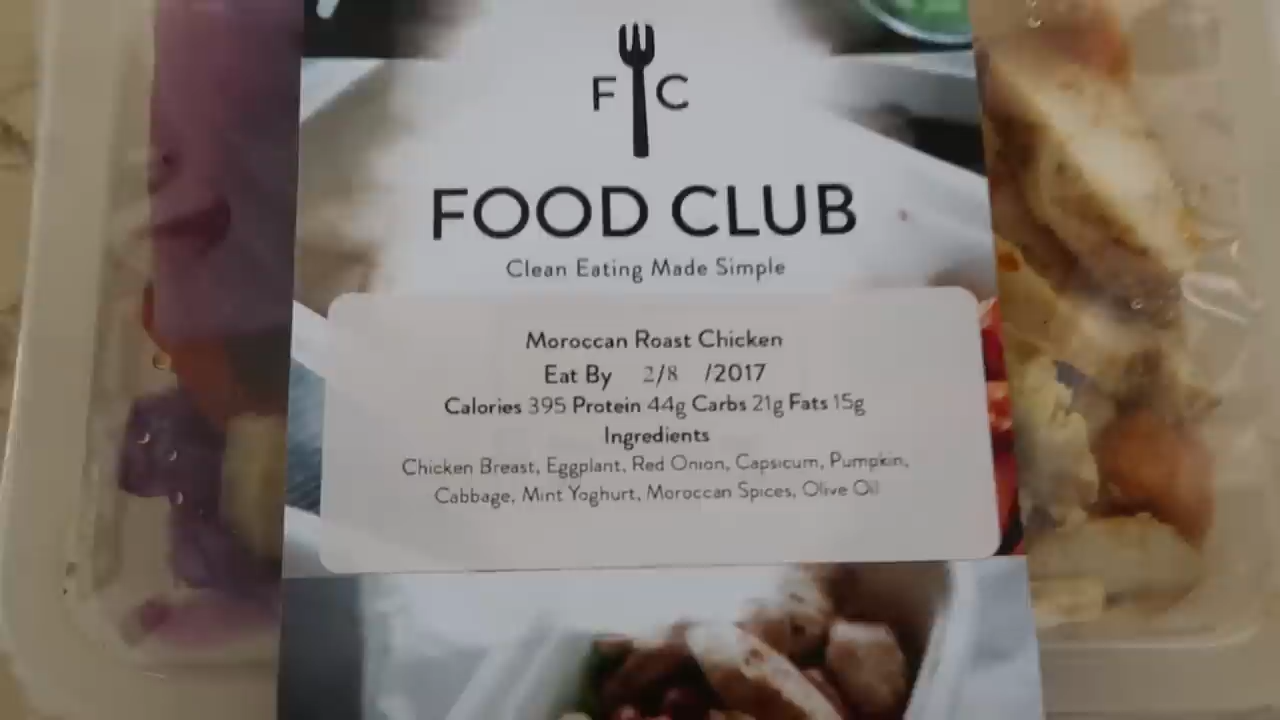 F C
FOOD CLUB
Clean Eating Made Simple
Moroccan Roast Chicken
Eat By 2/8 /2017
Calories 395 Protein 44g Carbs 21g Fats 15g
Ingredients
Chicken Breast, Eggplant, Red Onion, Capsicum, Pumpkin,
Cabbage, Mint Yoghurt, Moroccan Spices, Olive Oil